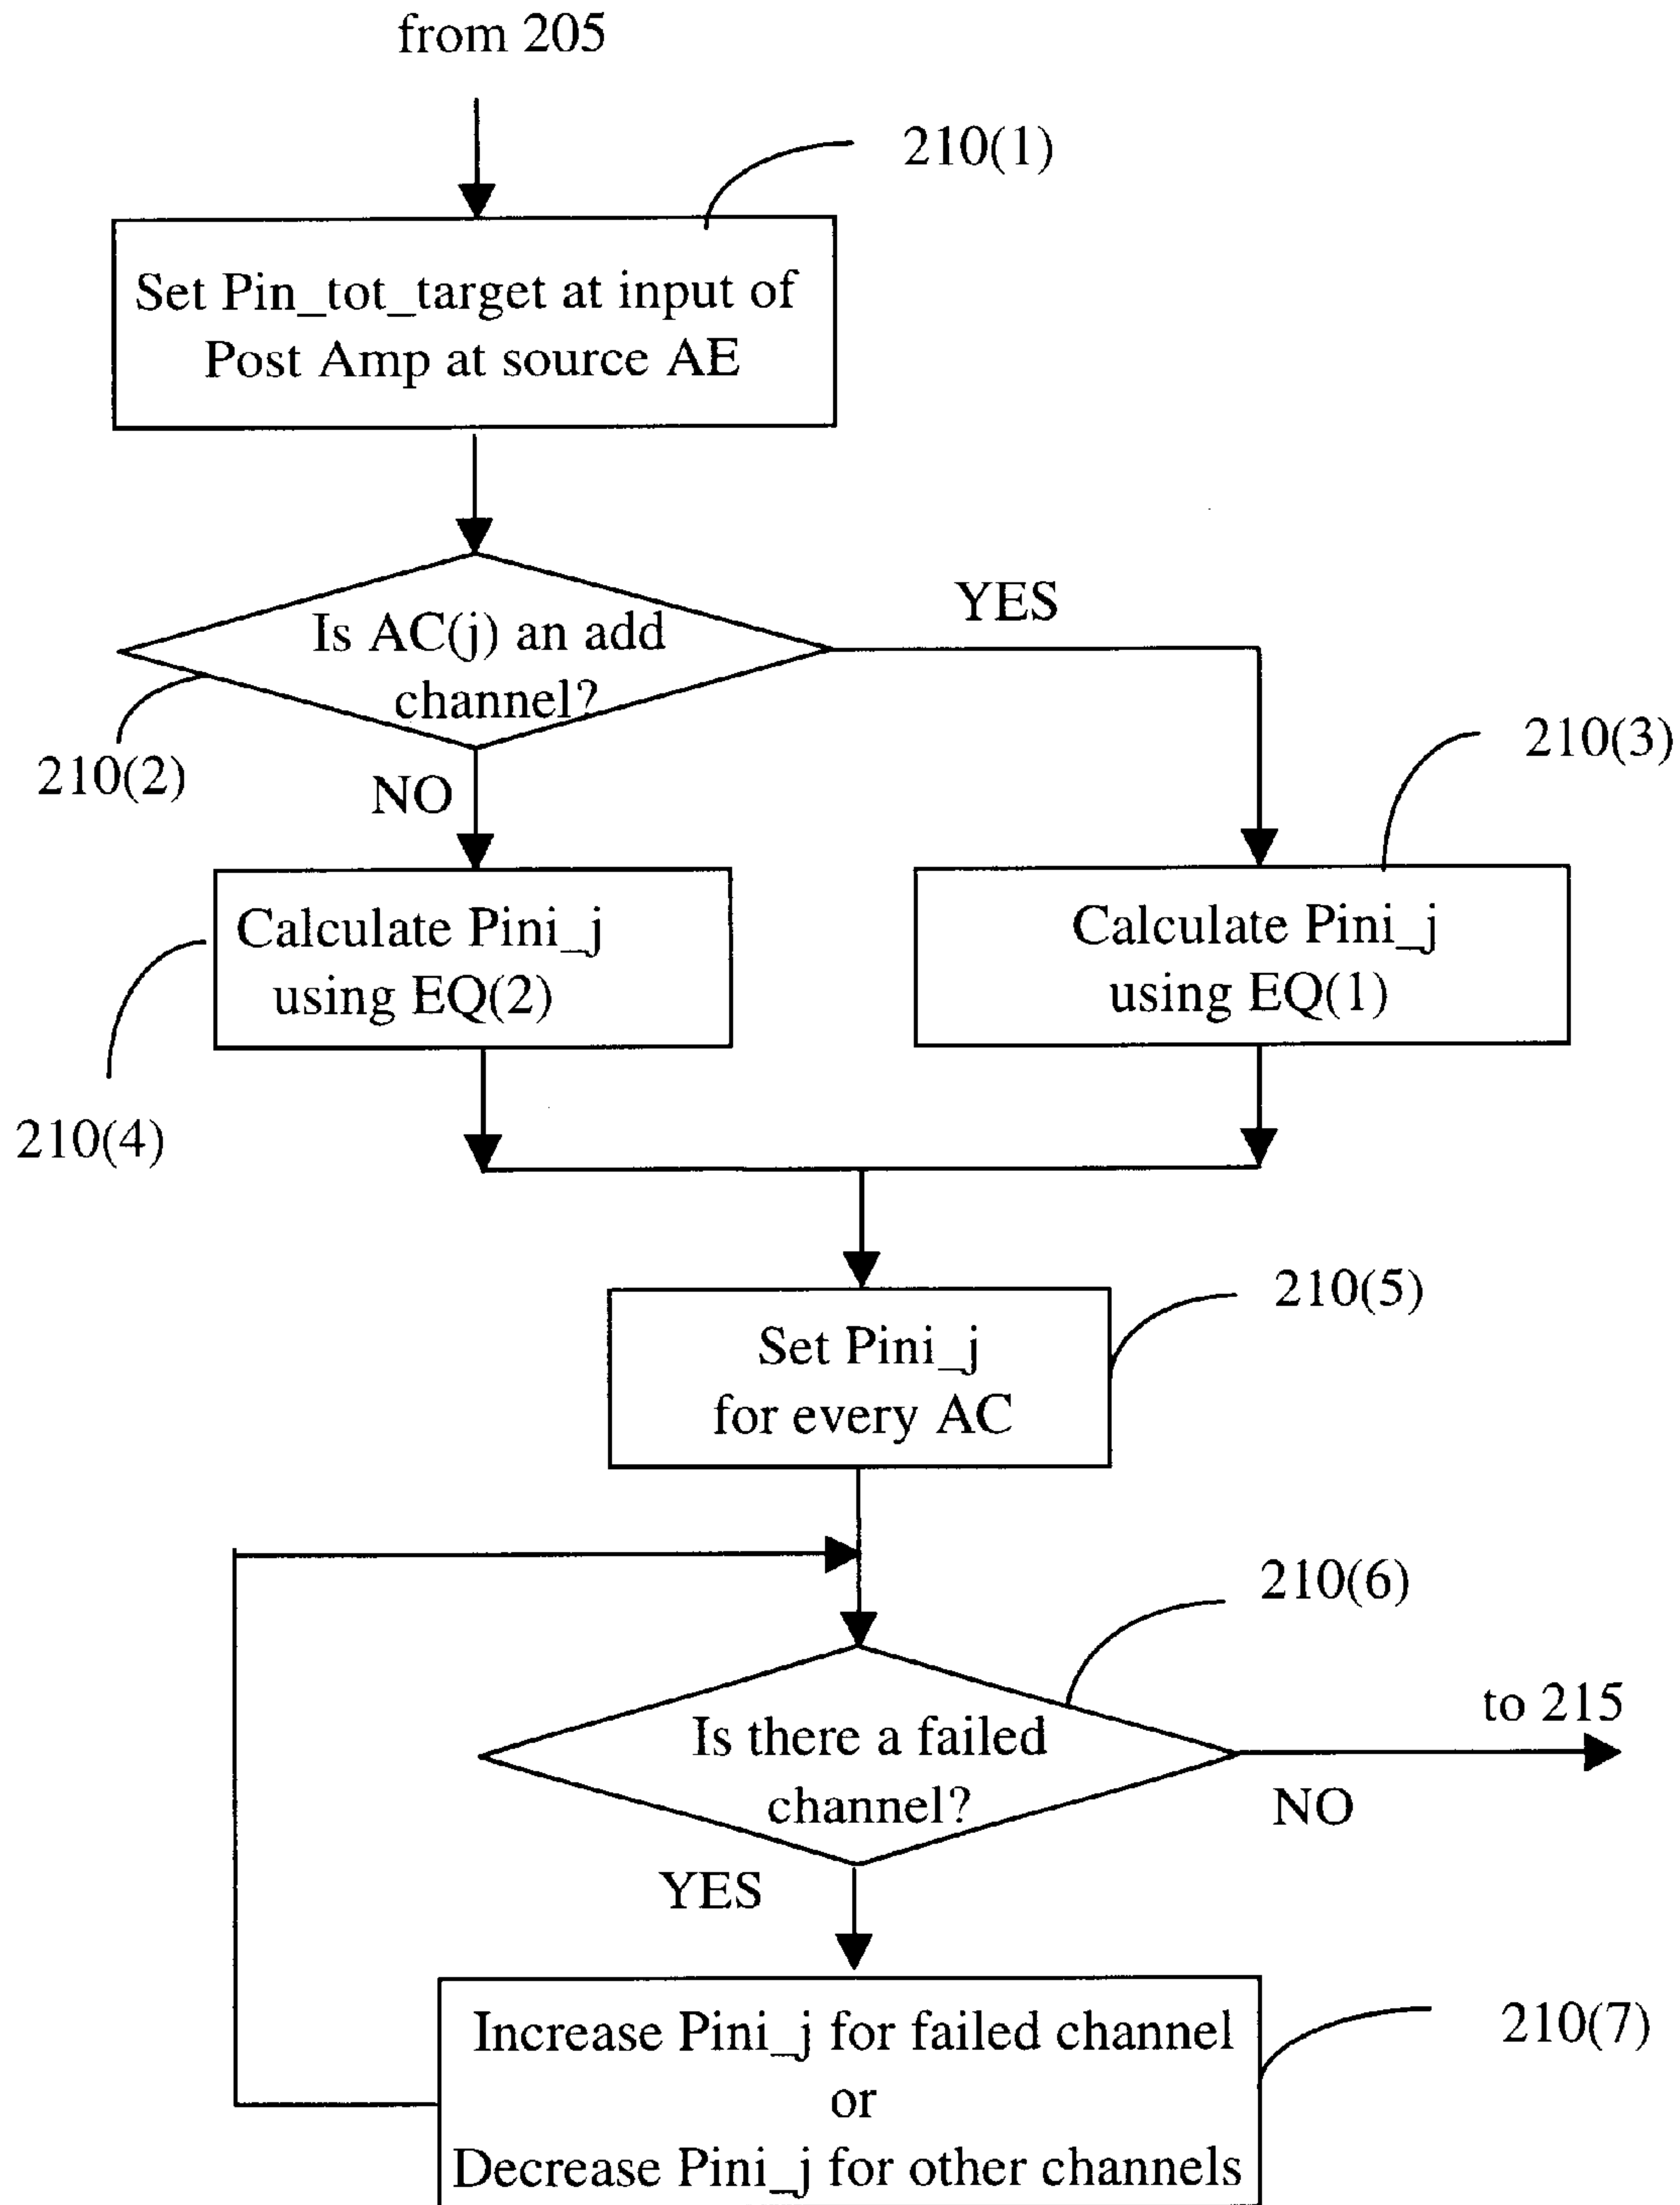 from 205
210(1)
Set Pin_tot_target at input of
Post Amp at source AE
Is AC(j) an add
channel?
YES
210(2)
NO
210(3)
Calculate Pini_j
using EQ(2)
Calculate Pini_j
using EQ(1)
210(4)
210(5)
Set Pini_j
for every AC
210(6)
Is there a failed
channel?
to 215
NO
YES
210(7)
Increase Pini_j for failed channel
or
Decrease Pini_j for other channels